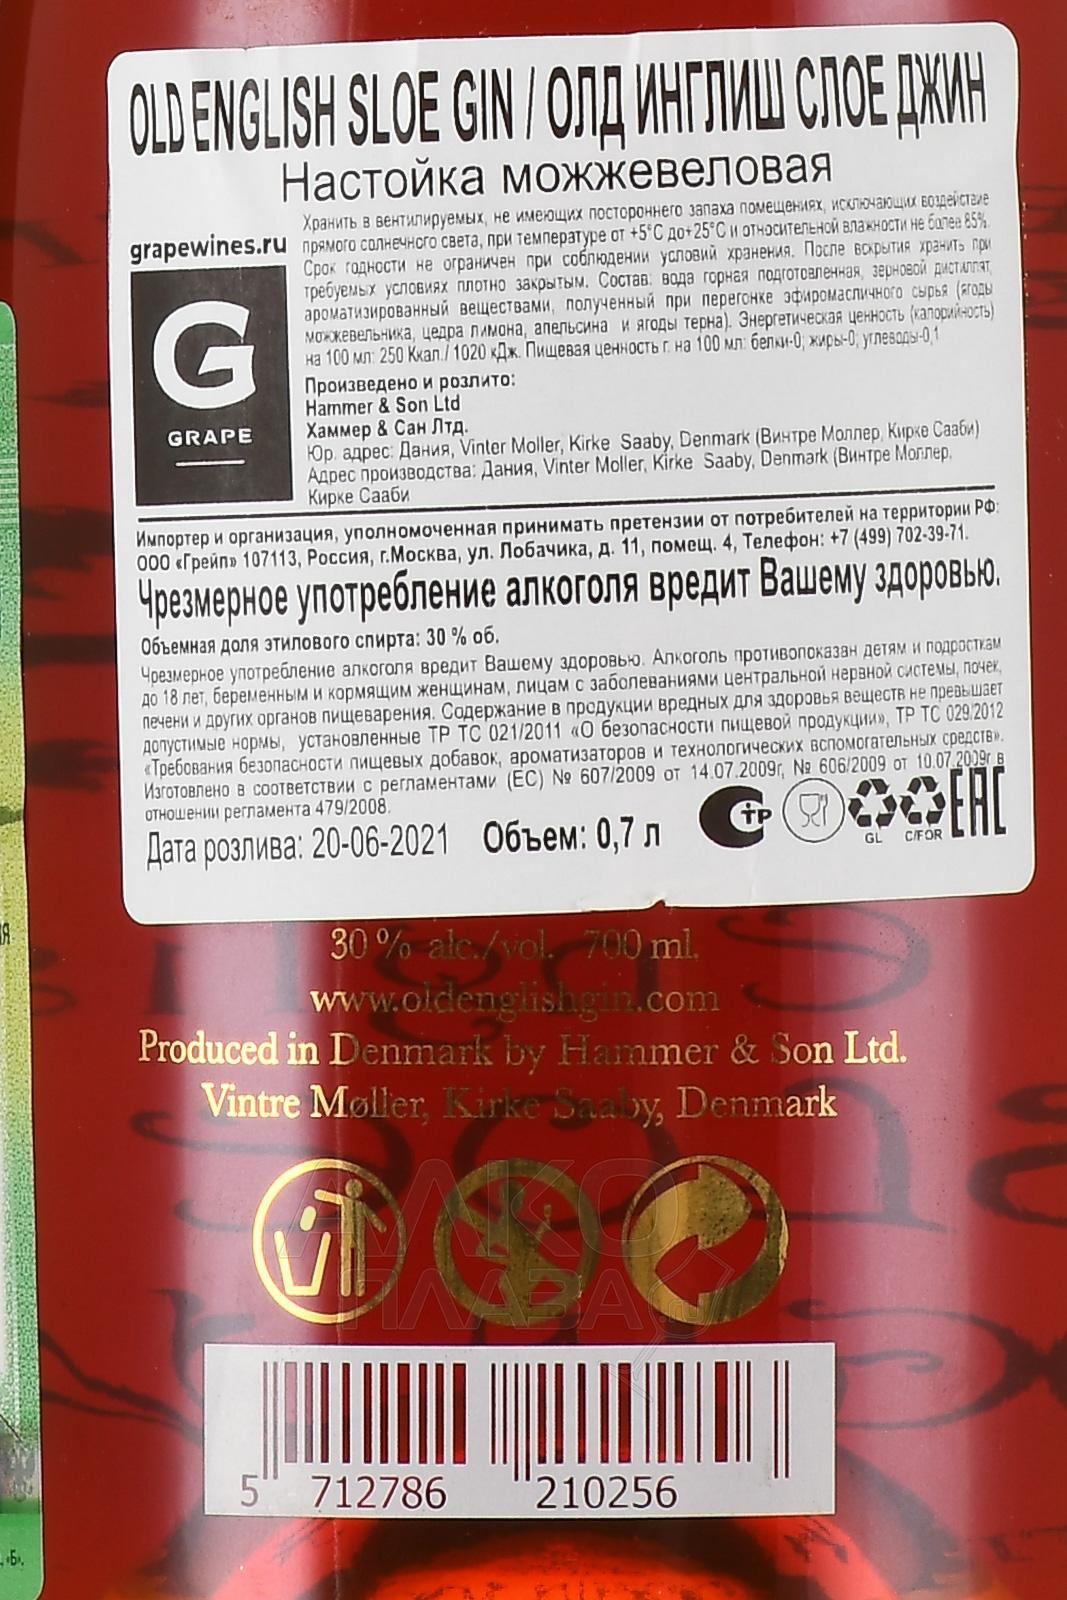 OLD ENGLISH SLOE GIN / ОЛД ИНГЛИШ СЛОЕ ДЖИН
Настойка можжевеловая
grapewines.ru
G
GRAPE
Хранить в вентилируемых, не имеющих постороннего запаха помещениях, исключающих воздействие
прямого солнечного света, при температуре от +5°С до+25°С и относительной влажности не более 85%.
Срок годности не ограничен при соблюдении условий хранения. После вскрытия хранить при
требуемых условиях плотно закрытым. Состав: вода горная подготовленная, зерновой дистиллят,
ароматизированный веществами, полученный при перегонке эфиромасличного сырья (ягоды
можжевельника, цедра лимона, апельсина и ягоды терна). Энергетическая ценность (калорийность)
на 100 мл: 250 Ккал./ 1020 кДж. Пищевая ценность г. на 100 мл: белки-0; жиры-0; углеводы-0,1
Произведено и розлито:
Hammer & Son Ltd
Хаммер & Сан Лтд.
Юр. адрес: Дания, Vinter Moller, Kirke Saaby, Denmark (Винтре Моллер, Кирке Сааби)
Адрес производства: Дания, Vinter Moller, Kirke Saaby, Denmark (Винтре Моллер,
Кирке Сааби
Импортер и организация, уполномоченная принимать претензии от потребителей на территории РФ:
ООО «Грейп» 107113, Россия, г.Москва, ул. Лобачика, д. 11, помещ. 4, Телефон: +7 (499) 702-39-71.
Чрезмерное употребление алкоголя вредит Вашему здоровью.
Объемная доля этилового спирта: 30 % об.
Чрезмерное употребление алкоголя вредит Вашему здоровью. Алкоголь противопоказан детям и подросткам
до 18 лет, беременным и кормящим женщинам, лицам с заболеваниями центральной нервной системы, почек,
печени и других органов пищеварения. Содержание в продукции вредных для здоровья веществ не превышает
допустимые нормы, установленные ТР ТС 021/2011 «О безопасности пищевой продукции», ТР ТС 029/2012
«Требования безопасности пищевых добавок, ароматизаторов и технологических вспомогательных средств».
Изготовлено в соответствии с регламентами (ЕС) № 607/2009 от 14.07.2009г, № 606/2009 от 10.07.2009г в
отношении регламента 479/2008.
Дата розлива: 20-06-2021 Объем: 0,7 л
СТР GL C/FOR ЕАС
30 % alc./vol. 700 ml.
www.oldenglishgin.com
Produced in Denmark by Hammer & Son Ltd.
Vintre Møller, Kirke Saaby, Denmark
АЛКО
ПЛАЗА
5 712786 210256